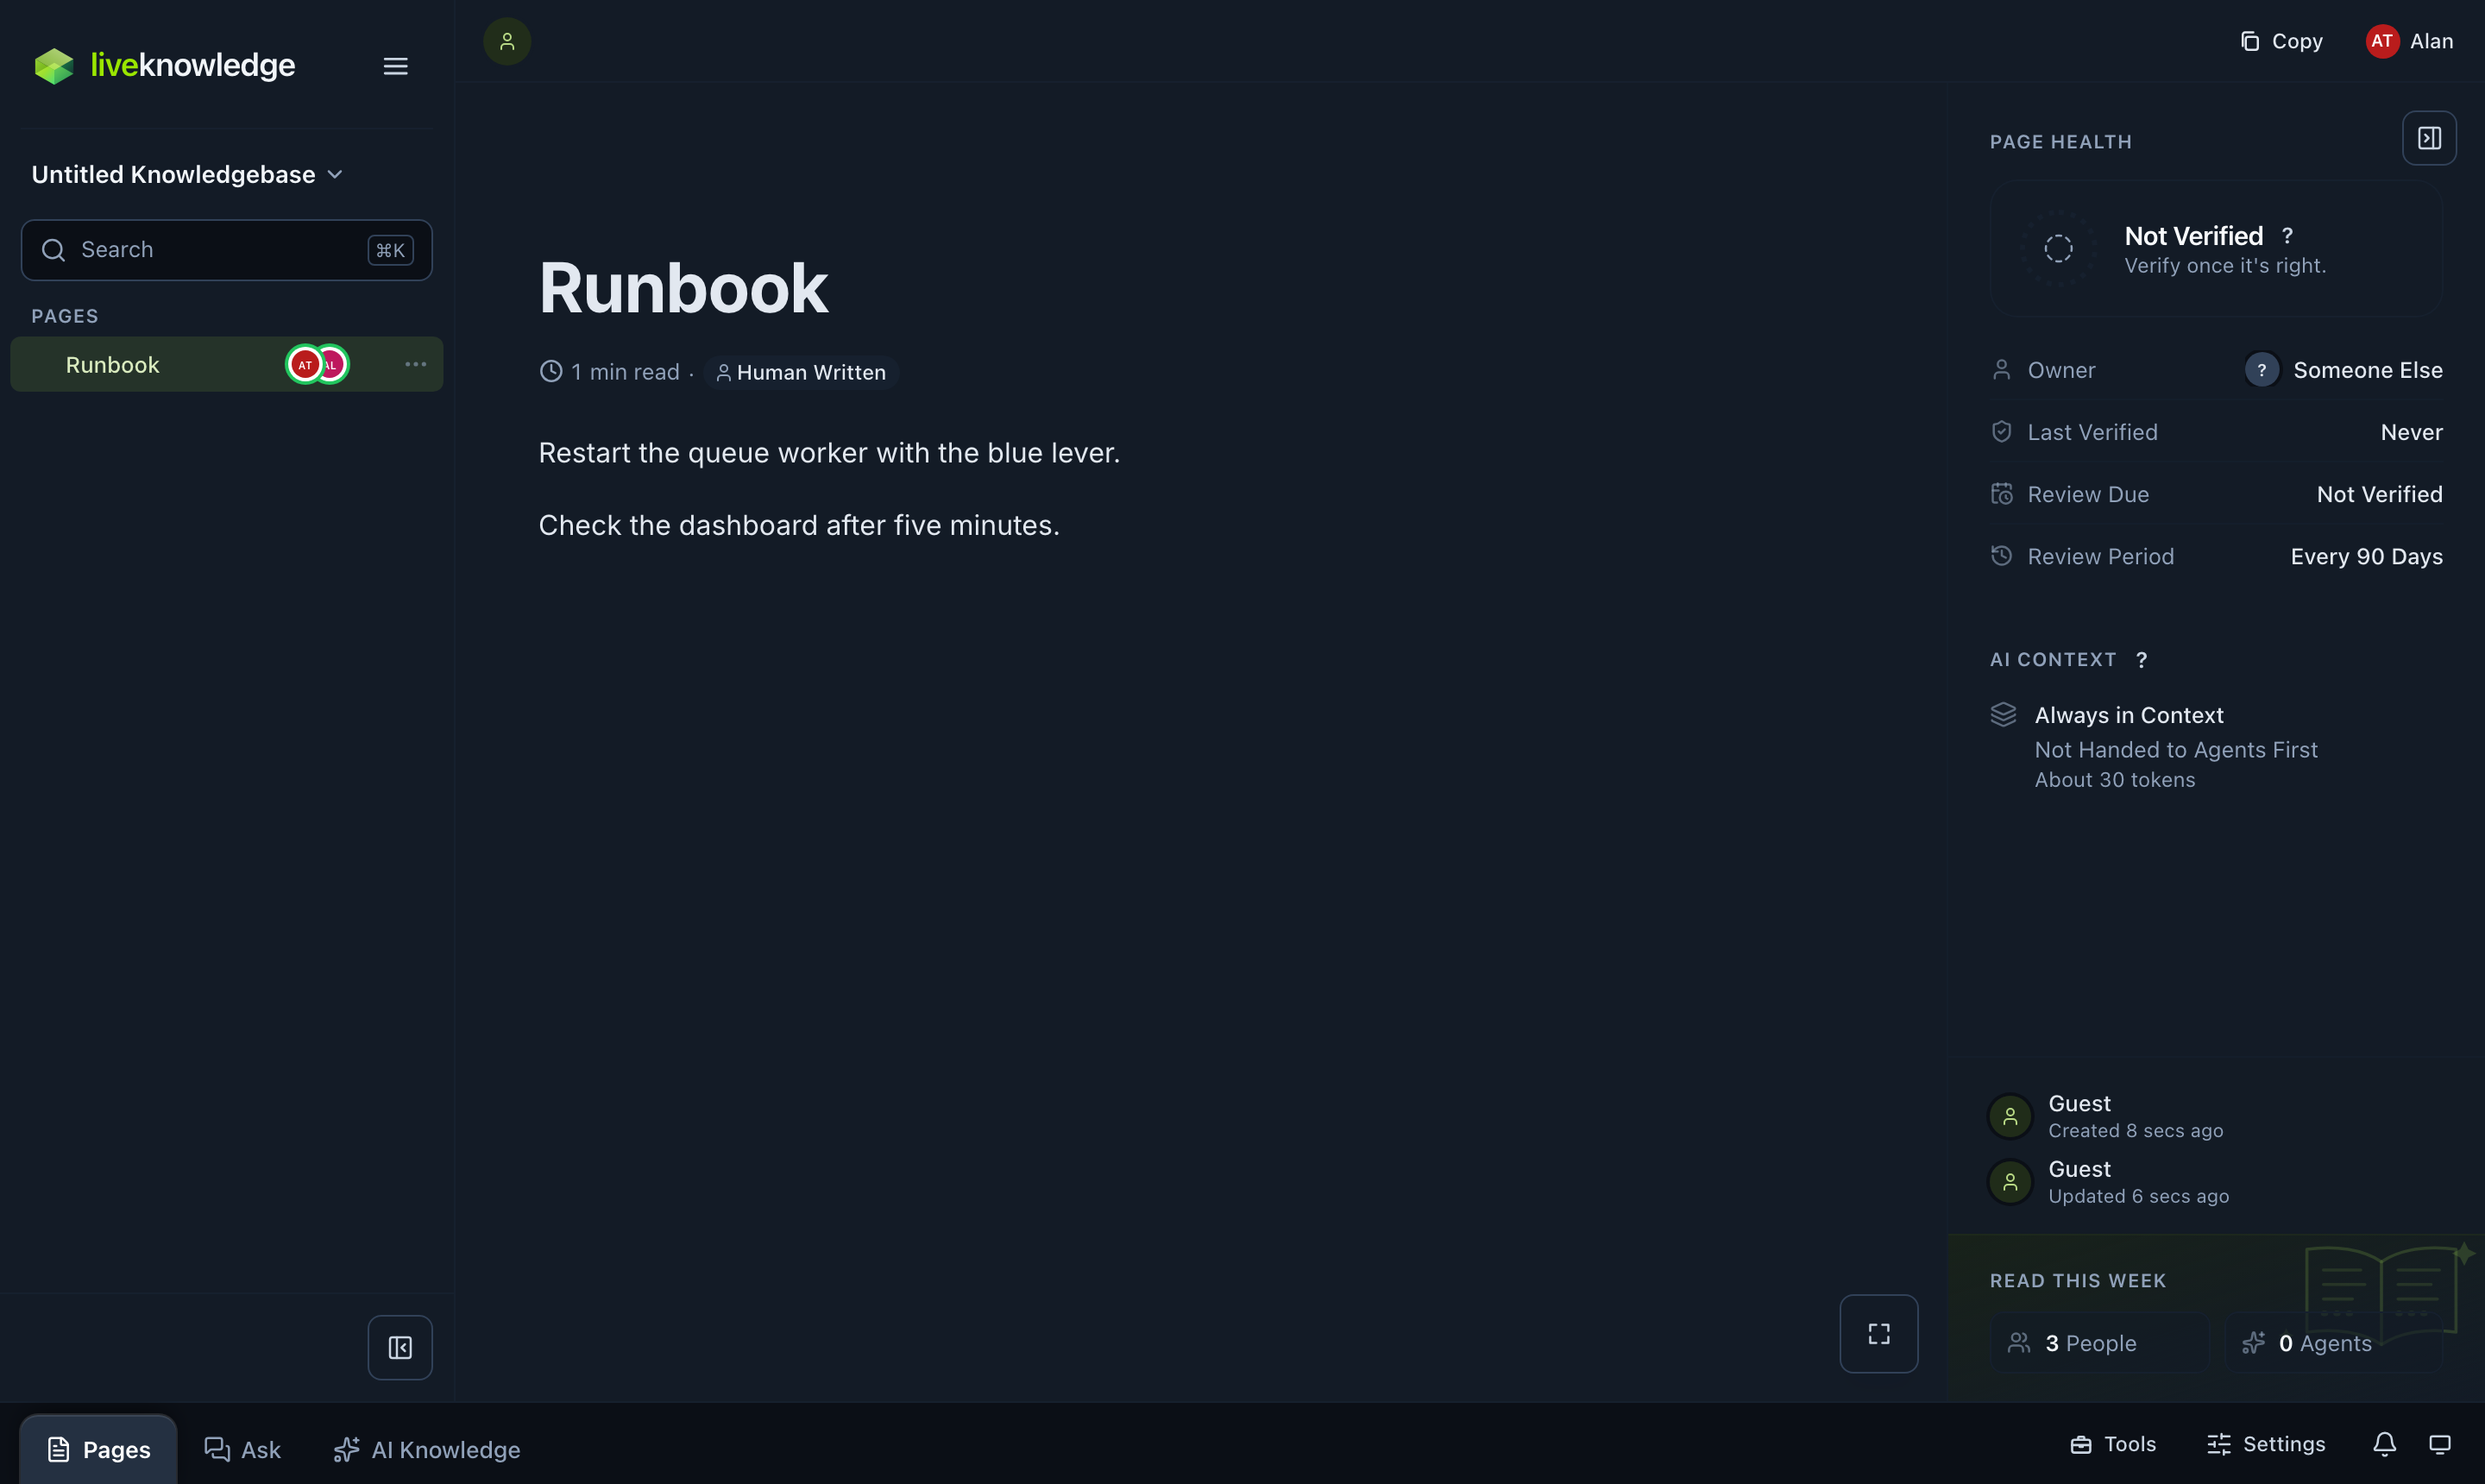 liveknowledge
Copy
AT Alan
Untitled Knowledgebase
Search ⌘K
PAGES
Runbook AT AL
Runbook
1 min read · Human Written
Restart the queue worker with the blue lever.
Check the dashboard after five minutes.
PAGE HEALTH
Not Verified ?
Verify once it's right.
Owner ? Someone Else
Last Verified Never
Review Due Not Verified
Review Period Every 90 Days
AI CONTEXT ?
Always in Context
Not Handed to Agents First
About 30 tokens
Guest
Created 8 secs ago
Guest
Updated 6 secs ago
READ THIS WEEK
3 People 0 Agents
Pages Ask AI Knowledge
Tools Settings